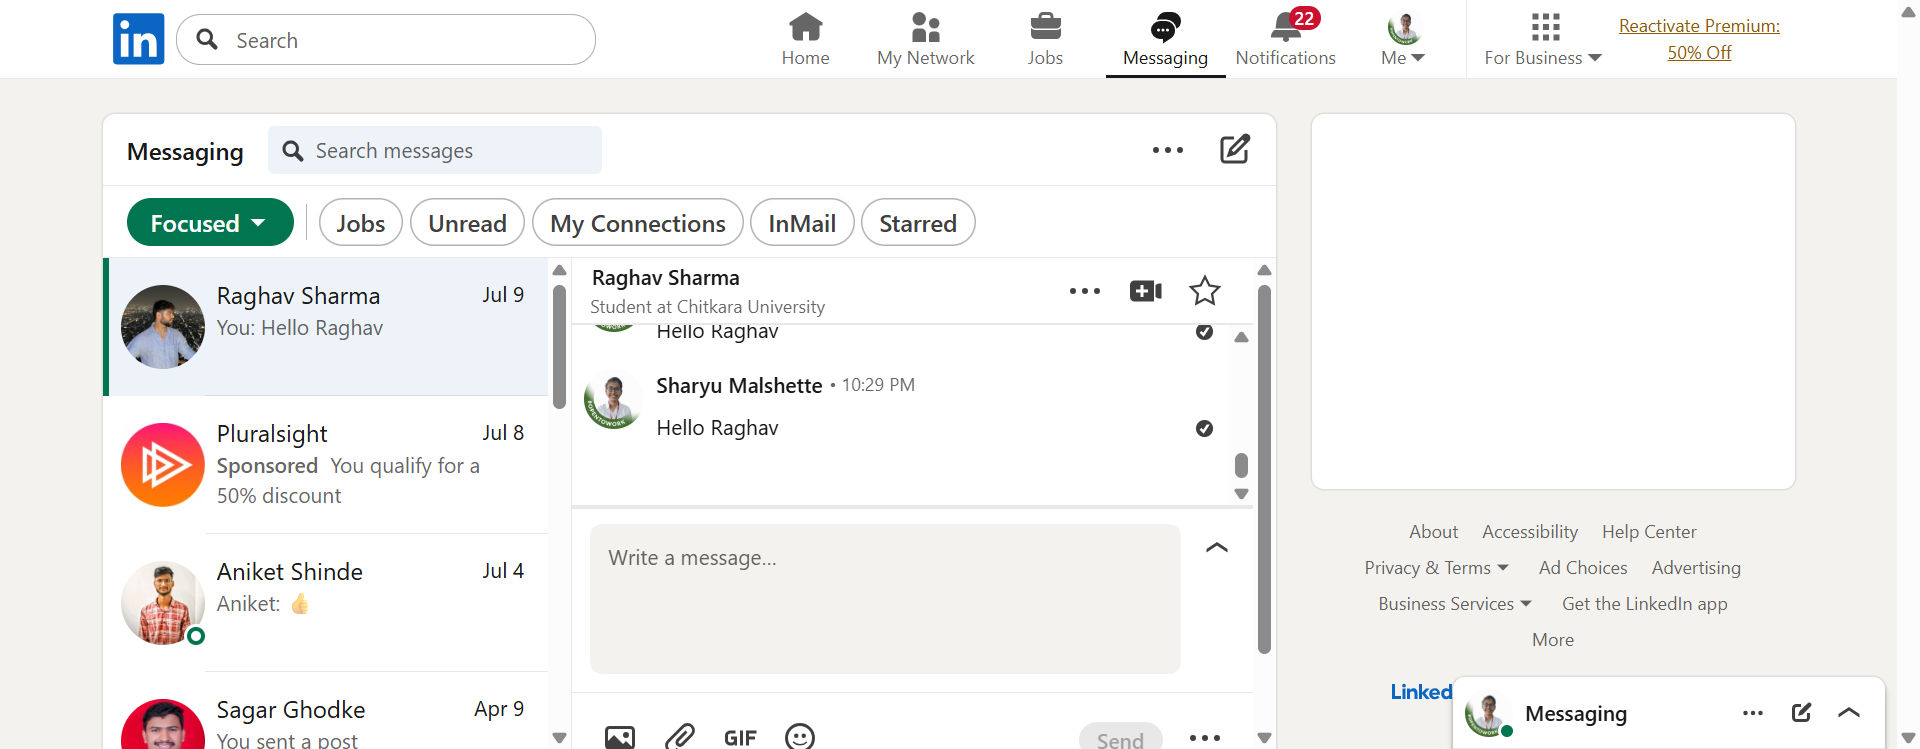 in
Search
Home
My Network
Jobs
Messaging
22
Notifications
Me
For Business
Reactivate Premium:
50% Off
Messaging
Search messages
Focused
Jobs
Unread
My Connections
InMail
Starred
Raghav Sharma
Jul 9
You: Hello Raghav
Pluralsight
Jul 8
Sponsored You qualify for a
50% discount
Aniket Shinde
Jul 4
Aniket: 👍
Sagar Ghodke
Apr 9
You sent a post
Raghav Sharma
Student at Chitkara University
Hello Raghav
Sharyu Malshette • 10:29 PM
#OPENTOWORK
Hello Raghav
Write a message...
GIF
Send
About Accessibility Help Center
Privacy & Terms Ad Choices Advertising
Business Services Get the LinkedIn app
More
Linked
Messaging